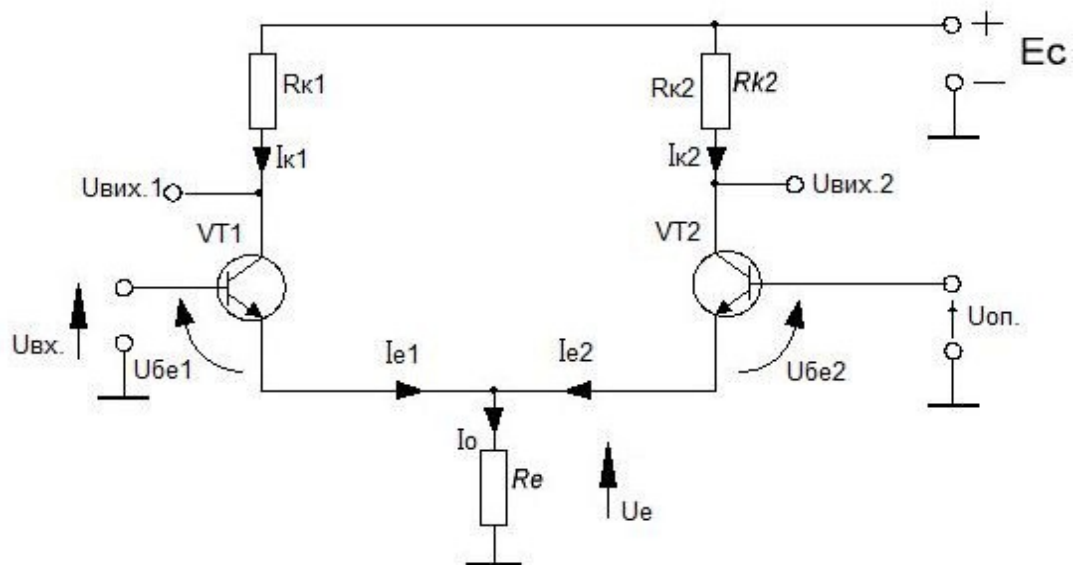 +
Ec
−
Rк1
Rк2
Rk2
Iк1
Iк2
Uвих.1
Uвих.2
VT1
VT2
Uвх.
Uбе1
Ie1
Ie2
Uбе2
Uоп.
Io
Re
Ue